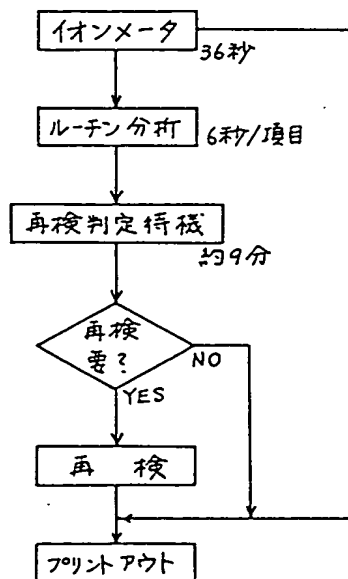 イオンメータ
36秒
ルーチン分析
6秒/項目
再検判定待機
約9分
再検
要?
NO
YES
再検
プリントアウト